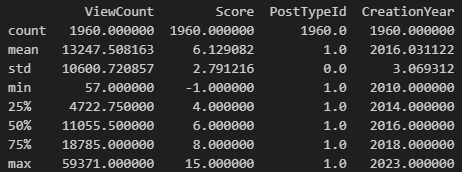 ViewCount Score PostTypeId CreationYear
count 1960.000000 1960.000000 1960.0 1960.000000
mean 13247.508163 6.129082 1.0 2016.031122
std 10600.720857 2.791216 0.0 3.069312
min 57.000000 -1.000000 1.0 2010.000000
25% 4722.750000 4.000000 1.0 2014.000000
50% 11055.500000 6.000000 1.0 2016.000000
75% 18785.000000 8.000000 1.0 2018.000000
max 59371.000000 15.000000 1.0 2023.000000